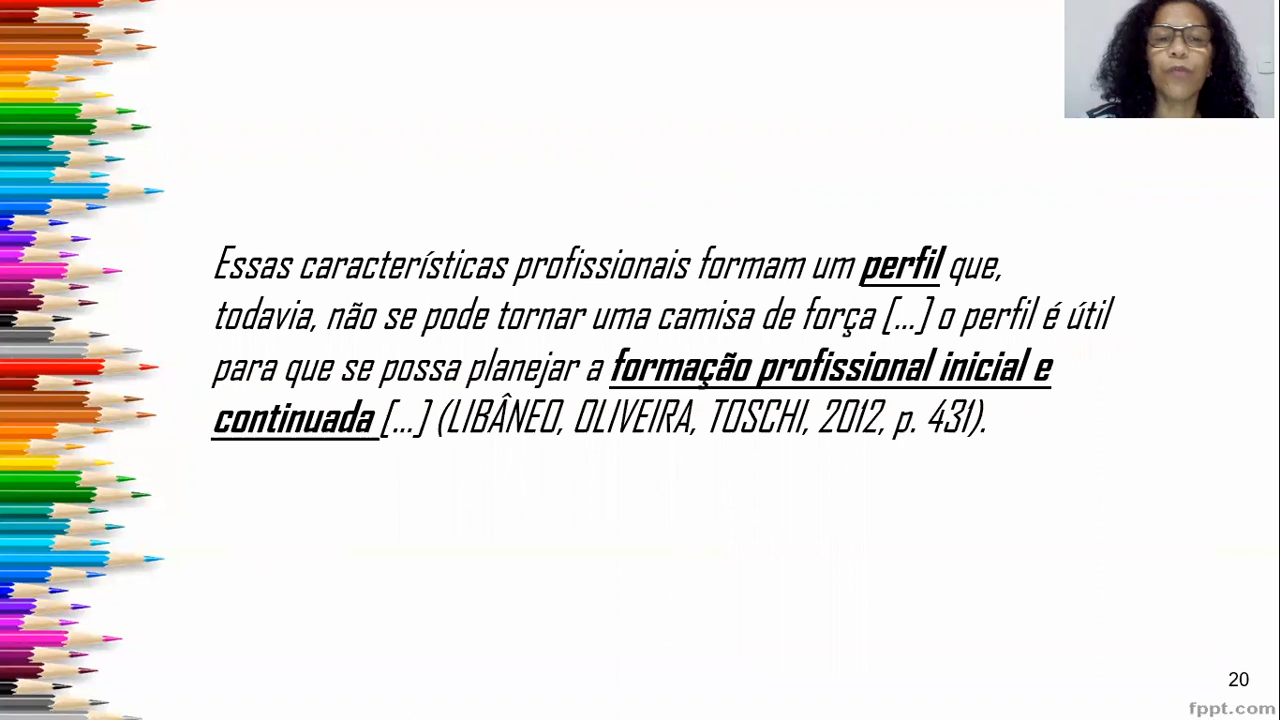 Essas características profissionais formam um perfil que,
todavia, não se pode tornar uma camisa de força [...] o perfil é útil
para que se possa planejar a formação profissional inicial e
continuada [...] (LIBÂNEO, OLIVEIRA, TOSCHI, 2012, p. 431).
20
fppt.com